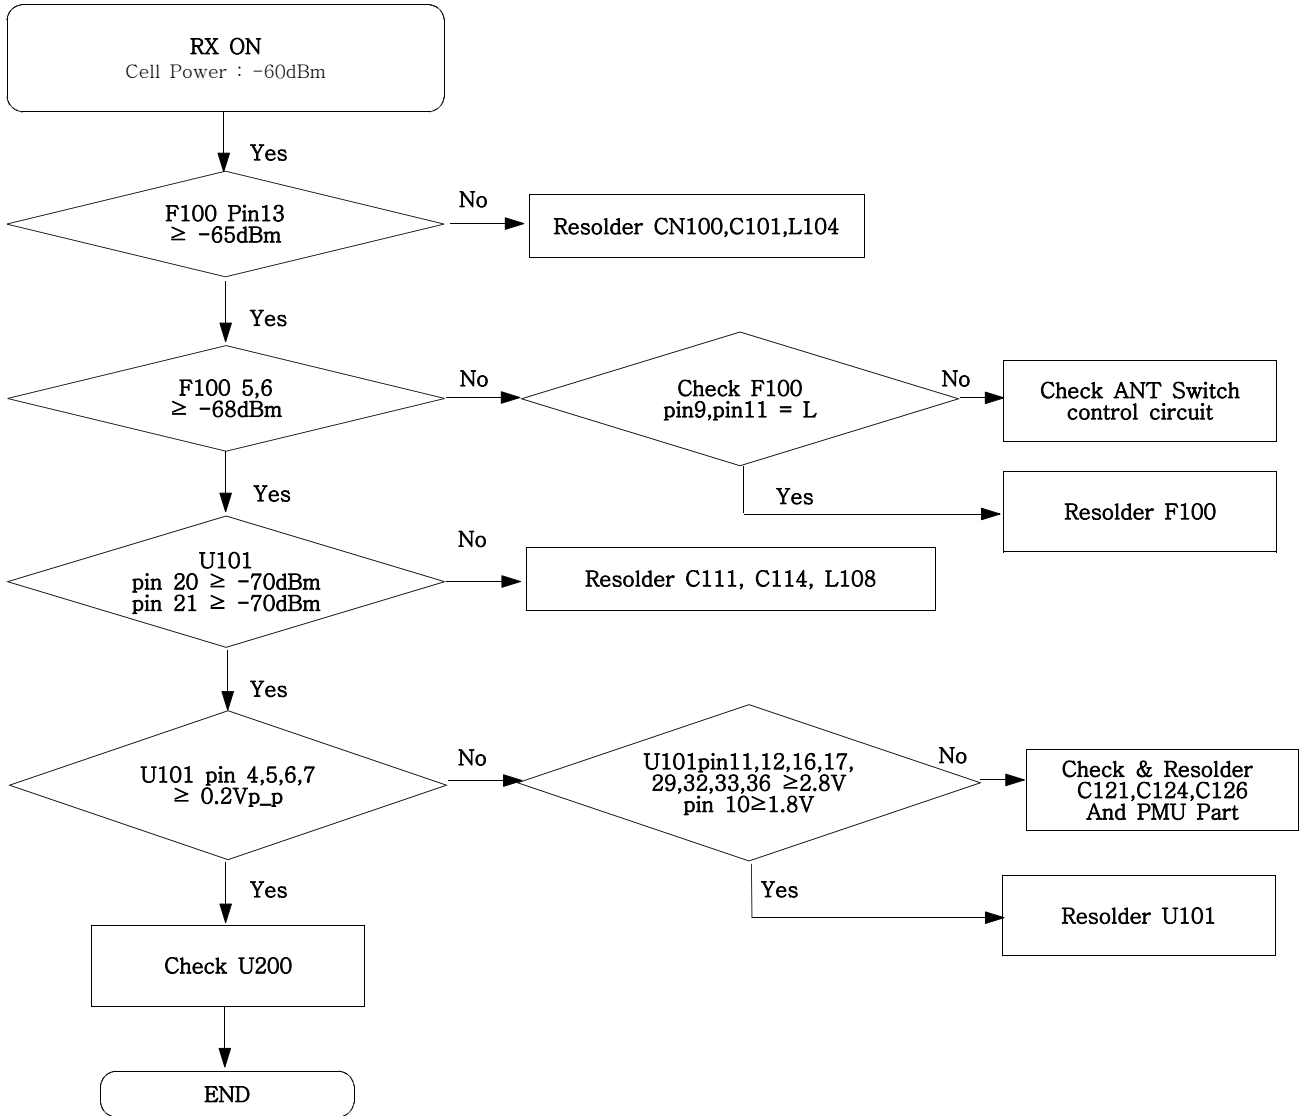 RX ON
Cell Power : -60dBm
Yes
F100 Pin13
≥ -65dBm
No
Resolder CN100,C101,L104
Yes
F100 5,6
≥ -68dBm
No
Check F100
pin9,pin11 = L
No
Check ANT Switch
control circuit
Yes
Resolder F100
Yes
U101
pin 20 ≥ -70dBm
pin 21 ≥ -70dBm
No
Resolder C111, C114, L108
Yes
U101 pin 4,5,6,7
≥ 0.2Vp_p
No
U101pin11,12,16,17,
29,32,33,36 ≥2.8V
pin 10≥1.8V
No
Check & Resolder
C121,C124,C126
And PMU Part
Yes
Resolder U101
Yes
Check U200
END